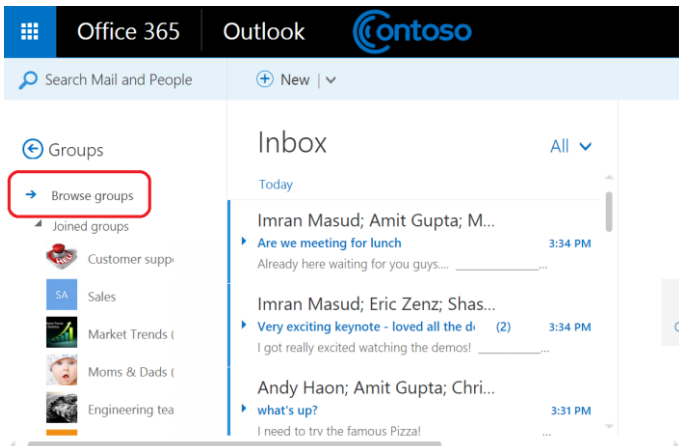 Office 365
Outlook
Contoso
Search Mail and People
New
Groups
Browse groups
Joined groups
Customer supp
SA Sales
Market Trends (
Moms & Dads (
Engineering tea
Inbox
All
Today
Imran Masud; Amit Gupta; M...
Are we meeting for lunch 3:34 PM
Already here waiting for you guys.... _______________...
Imran Masud; Eric Zenz; Shas...
Very exciting keynote - loved all the d (2) 3:34 PM
I got really excited watching the demos! ___________...
Andy Haon; Amit Gupta; Chri...
what's up? 3:31 PM
I need to try the famous Pizza! ...